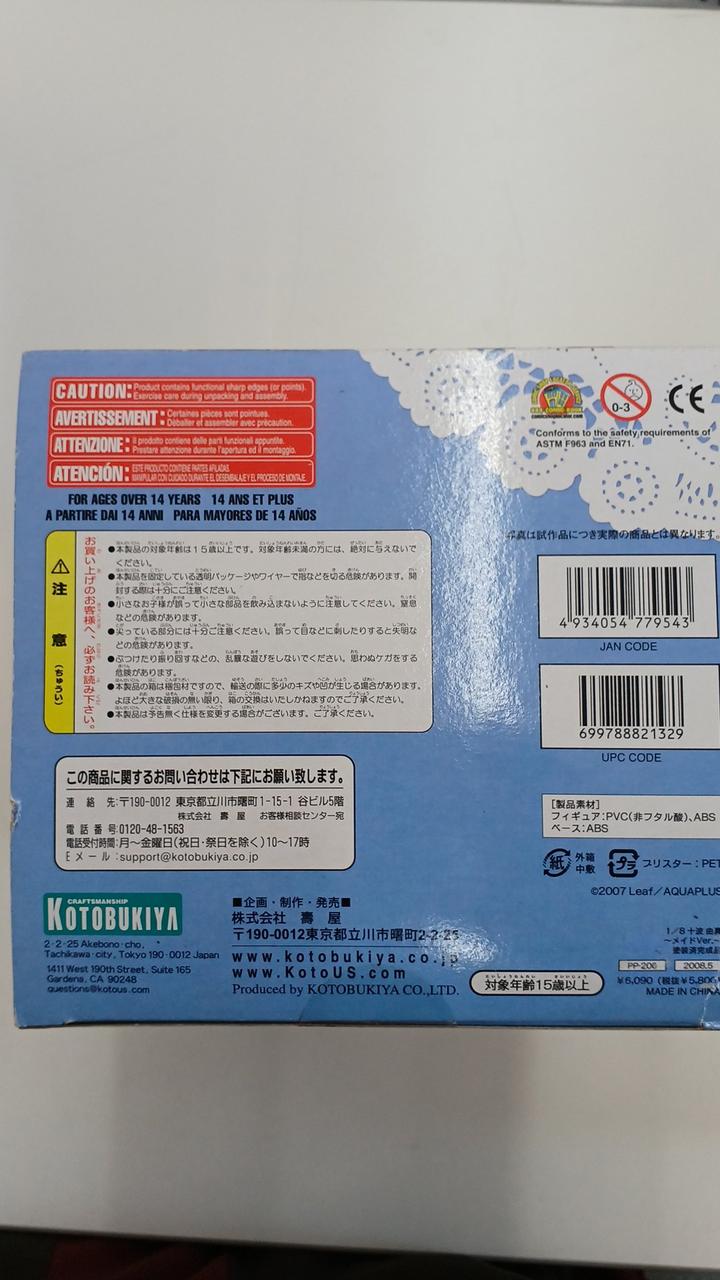 CAUTION: Product contains functional sharp edges (or points).
Exercise care during unpacking and assembly.
AVERTISSEMENT: Certaines pièces sont pointues.
Déballer et assembler avec précaution.
ATTENZIONE: Il prodotto contiene delle parti funzionali appuntite.
Prestare attenzione durante l'apertura ed il montaggio.
ATENCIÓN: ESTE PRODUCTO CONTIENE PARTES AFILADAS.
MANIPULAR CON CUIDADO DURANTE EL DESEMBALAJE Y EL PROCESO DE MONTAJE.
FOR AGES OVER 14 YEARS 14 ANS ET PLUS
A PARTIRE DAI 14 ANNI PARA MAYORES DE 14 AÑOS
0-3
CE
Conforms to the safety requirements of
ASTM F963 and EN71.
写真は試作品につき実際の商品とは異なります。
注意
(ちゅうい)
お買い上げのお客様へ、必ずお読み下さい。
●本製品の対象年齢は15歳以上です。対象年齢未満の方には、絶対に与えないで
ください。
●本製品を固定している透明パッケージやワイヤーで指などを切る危険があります。開
封する際は十分にご注意ください。
●小さなお子様が誤って小さな部品を飲み込まないように注意してください。窒息
などの危険があります。
●尖っている部分には十分ご注意ください。誤って目などに刺したりすると失明な
どの危険があります。
●ぶつけたり振り回すなどの、乱暴な遊びをしないでください。思わぬケガをする
危険があります。
●本製品の箱は梱包材ですので、輸送の際に多少のキズや凹が生じる場合があります。
よほど大きな破損の無い限り、箱の交換はいたしかねますのでご了承ください。
●本製品は予告無く仕様を変更する場合がございます。ご了承ください。
4934054779543
JAN CODE
699788821329
UPC CODE
この商品に関するお問い合わせは下記にお願い致します。
連絡先:〒190-0012 東京都立川市曙町1-15-1 谷ビル5階
株式会社 壽屋 お客様相談センター宛
電話番号:0120-48-1563
電話受付時間:月〜金曜日(祝日・祭日を除く)10〜17時
Eメール:support@kotobukiya.co.jp
[製品素材]
フィギュア:PVC(非フタル酸)、ABS
ベース:ABS
紙 外箱
中敷
プラ ブリスター:PET
©2007 Leaf/AQUAPLUS
CRAFTSMANSHIP
KOTOBUKIYA
2-2-25 Akebono-cho,
Tachikawa-city, Tokyo 190-0012 Japan
1411 West 190th Street, Suite 165
Gardena, CA 90248
questions@kotous.com
■企画・制作・発売■
株式会社 壽屋
〒190-0012東京都立川市曙町2-2-25
www.kotobukiya.co.jp
www.KotoUS.com
Produced by KOTOBUKIYA CO.,LTD.
対象年齢15歳以上
1/8 十波 由真
〜メイドVer.〜
塗装済完成品
PP-206 2008.5
¥6,090 (税抜¥5,800
MADE IN CHINA